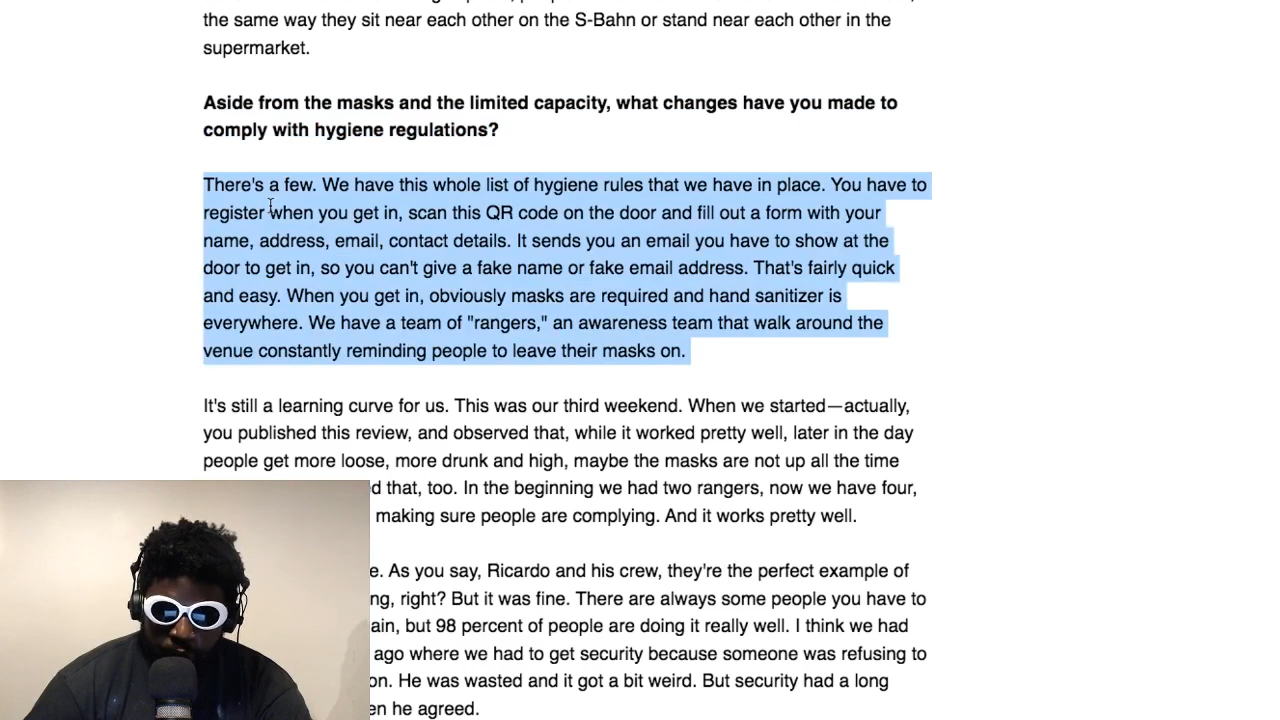 the same way they sit near each other on the S-Bahn or stand near each other in the
supermarket.
Aside from the masks and the limited capacity, what changes have you made to
comply with hygiene regulations?
There's a few. We have this whole list of hygiene rules that we have in place. You have to
register when you get in, scan this QR code on the door and fill out a form with your
name, address, email, contact details. It sends you an email you have to show at the
door to get in, so you can't give a fake name or fake email address. That's fairly quick
and easy. When you get in, obviously masks are required and hand sanitizer is
everywhere. We have a team of "rangers," an awareness team that walk around the
venue constantly reminding people to leave their masks on.
It's still a learning curve for us. This was our third weekend. When we started—actually,
you published this review, and observed that, while it worked pretty well, later in the day
people get more loose, more drunk and high, maybe the masks are not up all the time
that, too. In the beginning we had two rangers, now we have four,
making sure people are complying. And it works pretty well.
As you say, Ricardo and his crew, they're the perfect example of
right? But it was fine. There are always some people you have to
but 98 percent of people are doing it really well. I think we had
ago where we had to get security because someone was refusing to
He was wasted and it got a bit weird. But security had a long
he agreed.